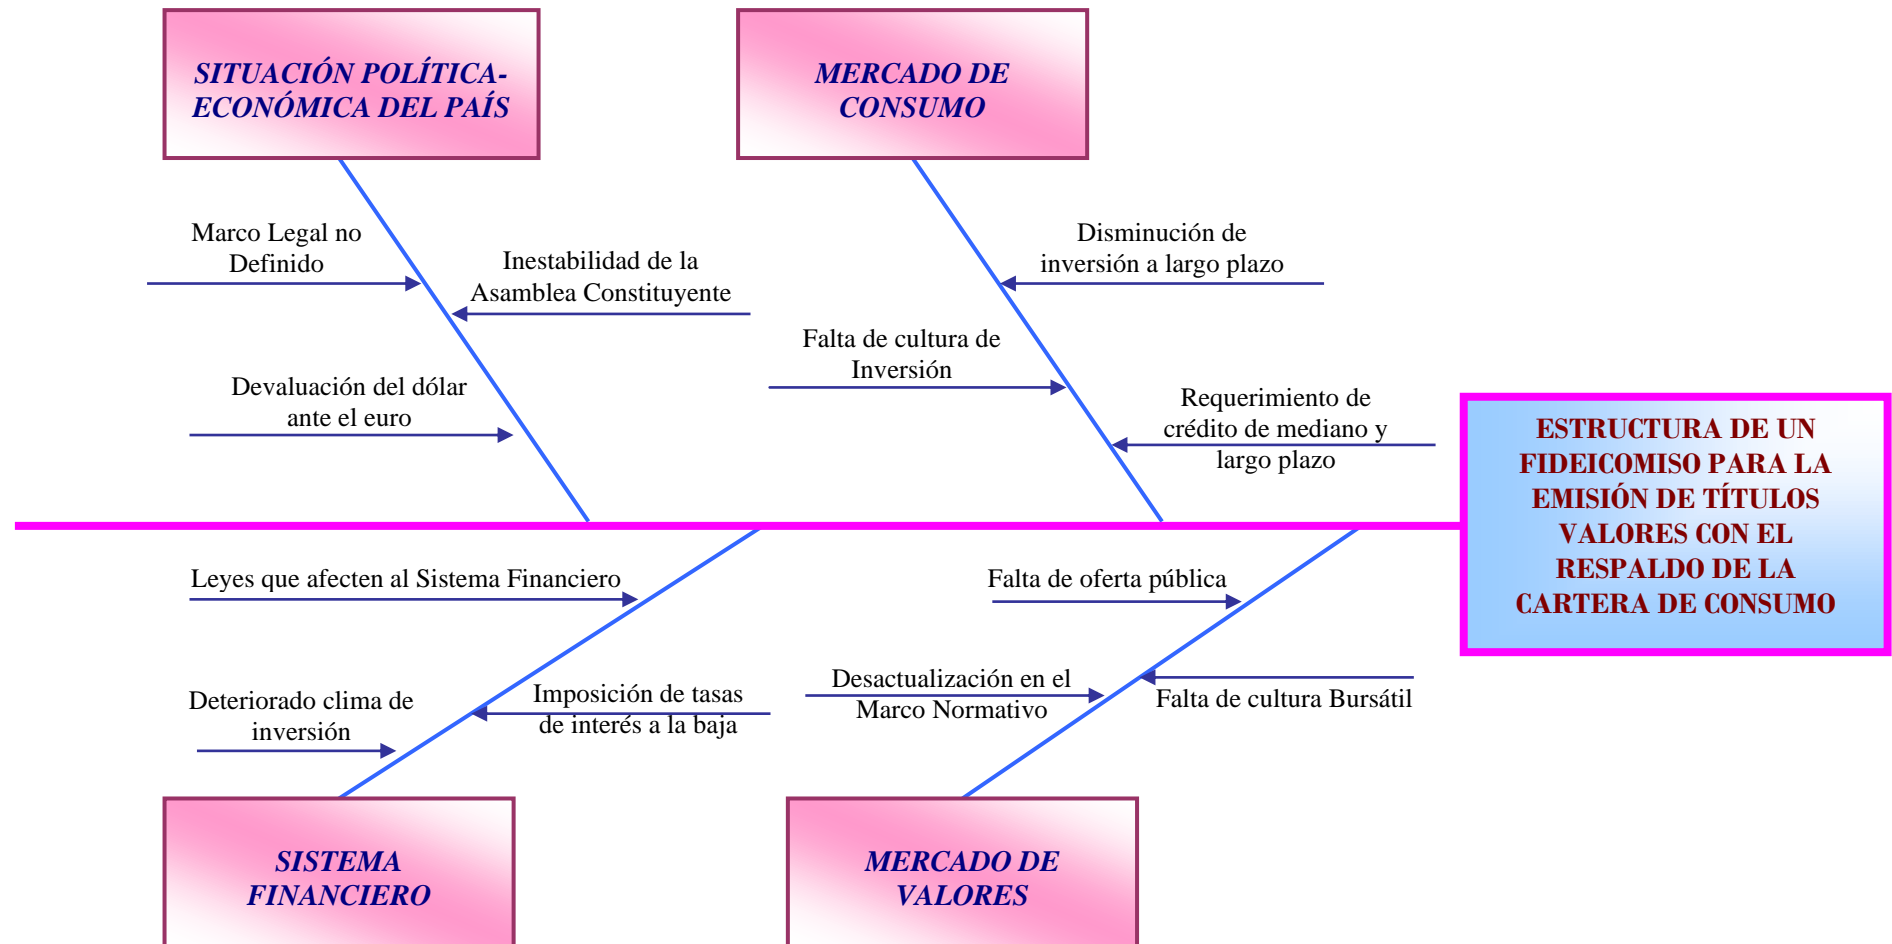 SITUACIÓN POLÍTICA-
ECONÓMICA DEL PAÍS
MERCADO DE
CONSUMO
Marco Legal no
Definido
Inestabilidad de la
Asamblea Constituyente
Devaluación del dólar
ante el euro
Disminución de
inversión a largo plazo
Falta de cultura de
Inversión
Requerimiento de
crédito de mediano y
largo plazo
ESTRUCTURA DE UN
FIDEICOMISO PARA LA
EMISIÓN DE TÍTULOS
VALORES CON EL
RESPALDO DE LA
CARTERA DE CONSUMO
Leyes que afecten al Sistema Financiero
Deteriorado clima de
inversión
Imposición de tasas
de interés a la baja
Falta de oferta pública
Desactualización en el
Marco Normativo
Falta de cultura Bursátil
SISTEMA
FINANCIERO
MERCADO DE
VALORES